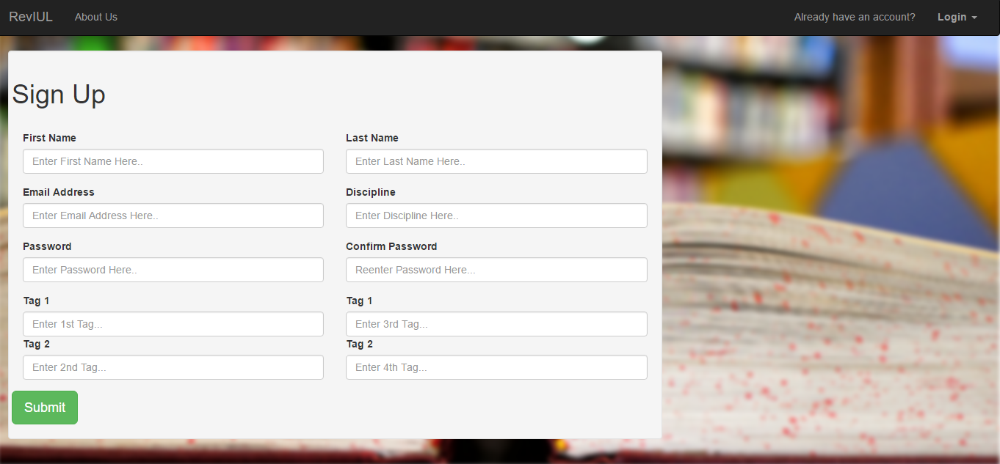 RevIUL About Us Already have an account? Login
Sign Up
First Name Last Name
Enter First Name Here.. Enter Last Name Here..
Email Address Discipline
Enter Email Address Here.. Enter Discipline Here..
Password Confirm Password
Enter Password Here.. Reenter Password Here...
Tag 1 Tag 1
Enter 1st Tag... Enter 3rd Tag...
Tag 2 Tag 2
Enter 2nd Tag... Enter 4th Tag...
Submit